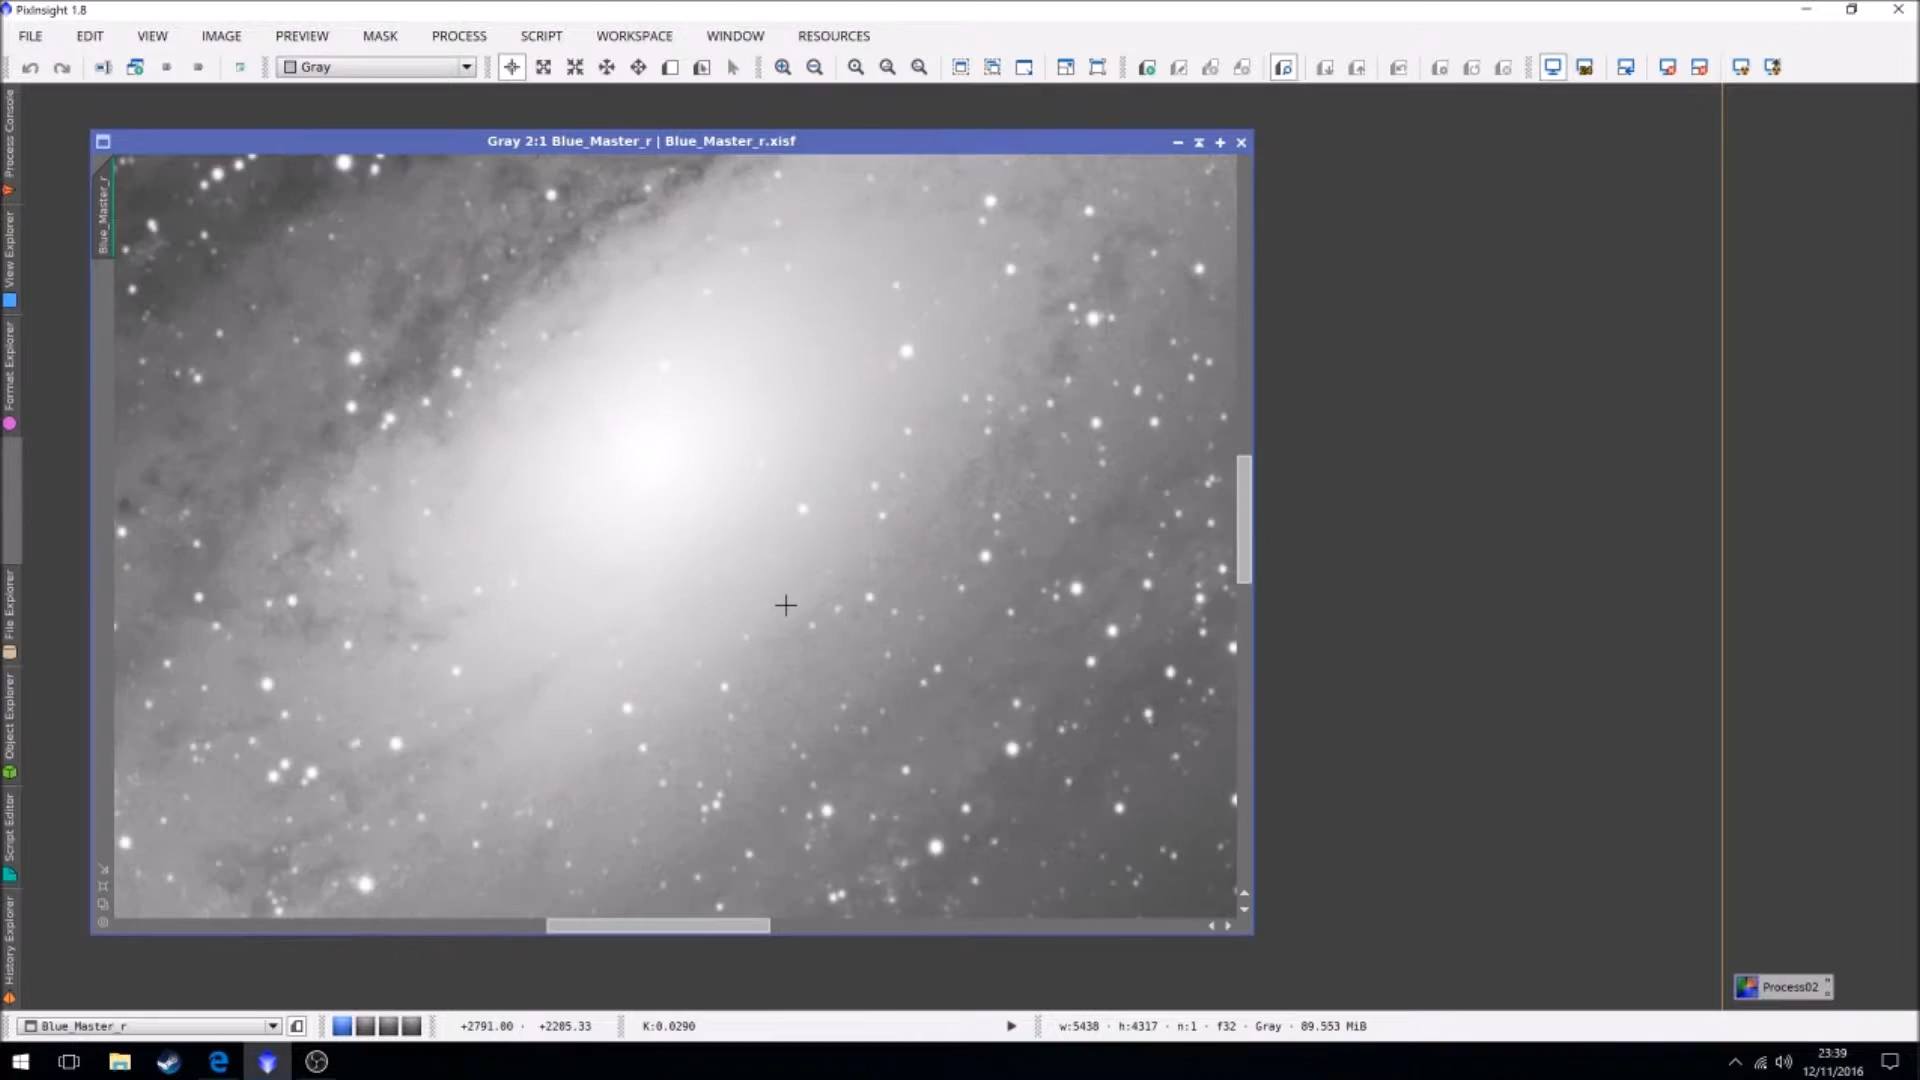 PixInsight 1.8
FILE EDIT VIEW IMAGE PREVIEW MASK PROCESS SCRIPT WORKSPACE WINDOW RESOURCES
Gray
Gray 2:1 Blue_Master_r | Blue_Master_r.xisf
Blue_Master_r
Process Console
View Explorer
Format Explorer
File Explorer
Object Explorer
Script Editor
History Explorer
Process02
Blue_Master_r
+2791.00 · +2205.33
K:0.0290
w:5438 · h:4317 · n:1 · f32 · Gray · 89.553 MiB
23:39
12/11/2016